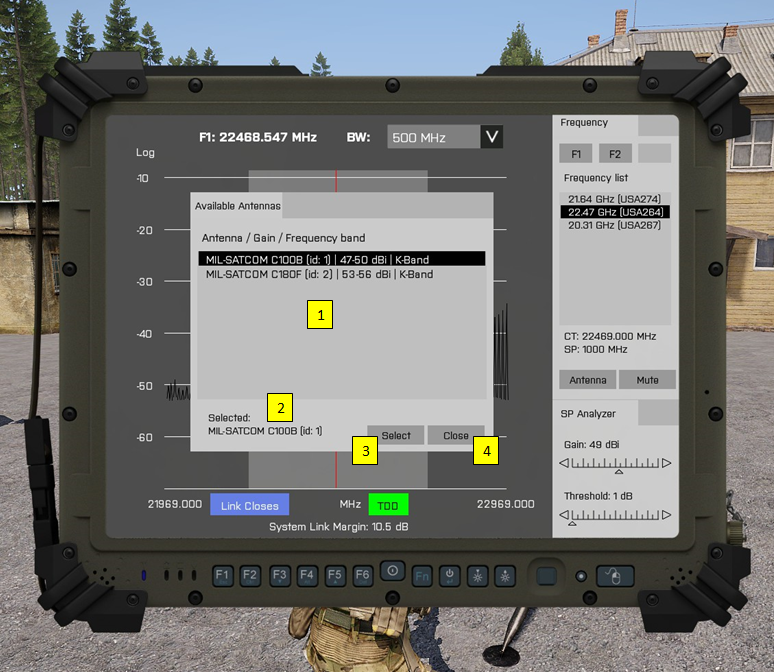 F1: 22468.547 MHz BW: 500 MHz V
Log
-10
-20
-30
-40
-50
-60
Available Antennas
Antenna / Gain / Frequency band
MIL-SATCOM C100B (id: 1) | 47-50 dBi | K-Band
MIL-SATCOM C180F (id: 2) | 53-56 dBi | K-Band
1
2
Selected:
MIL-SATCOM C100B (id: 1)
Select Close
3 4
21969.000 Link Closes MHz TDD 22969.000
System Link Margin: 10.5 dB
Frequency
F1 F2
Frequency list
21.64 GHz (USA274)
22.47 GHz (USA264)
20.31 GHz (USA267)
CT: 22469.000 MHz
SP: 1000 MHz
Antenna Mute
SP Analyzer
Gain: 49 dBi
Threshold: 1 dB
F1 F2 F3 F4 F5 F6 Fn